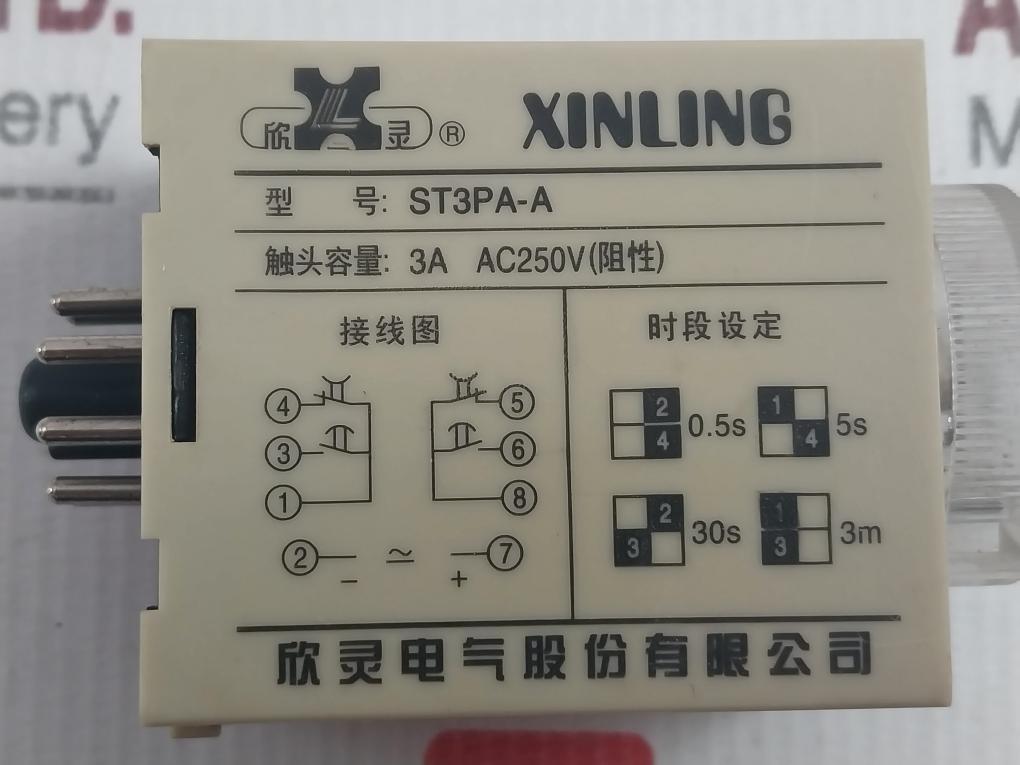 D.
ery
A
M
欣 灵 ® XINLING
型 号: ST3PA-A
触头容量: 3A AC250V(阻性)
接线图
④ ⑤
③ ⑥
① ⑧
② − ≃ + ⑦
时段设定
2 4 0.5s
1 4 5s
2 3 30s
1 3 3m
欣灵电气股份有限公司